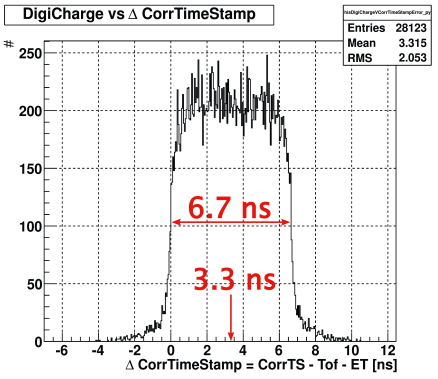 DigiCharge vs Δ CorrTimeStamp
hisDigiChargeVCorrTimeStampError_py
Entries 28123
Mean 3.315
RMS 2.053
#
250
200
150
100
50
0
6.7 ns
3.3 ns
-6 -4 -2 0 2 4 6 8 10 12
Δ CorrTimeStamp = CorrTS - Tof - ET [ns]